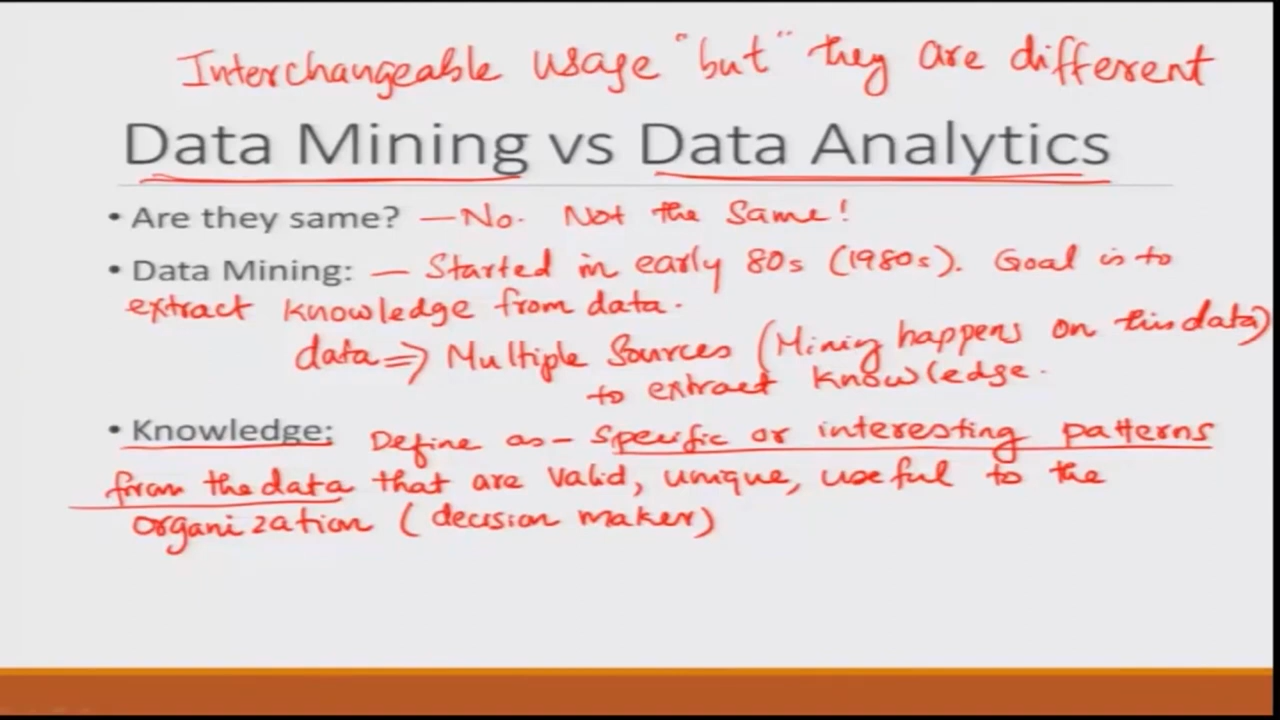 Interchangeable usage "but" they are different
Data Mining vs Data Analytics
• Are they same? — No. Not the Same!
• Data Mining: — Started in early 80s (1980s). Goal is to
extract knowledge from data.
data ⇒ Multiple Sources (Mining happens on this data)
to extract knowledge.
• Knowledge: Define as – specific or interesting patterns
from the data that are valid, unique, useful to the
organization (decision maker)